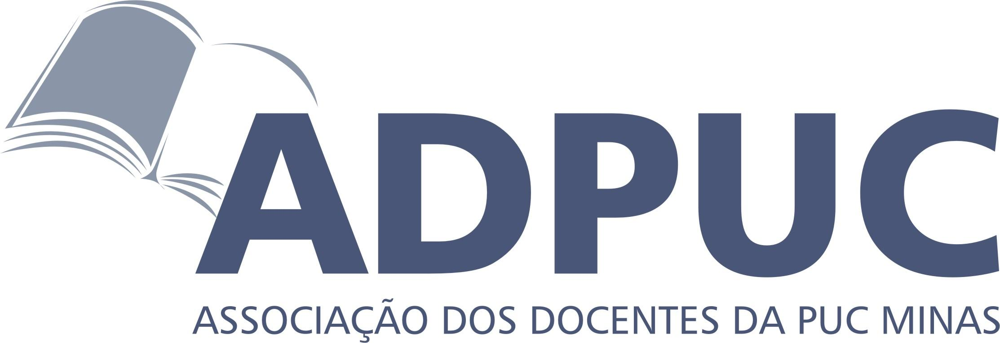 ADPUC
ASSOCIAÇÃO DOS DOCENTES DA PUC MINAS